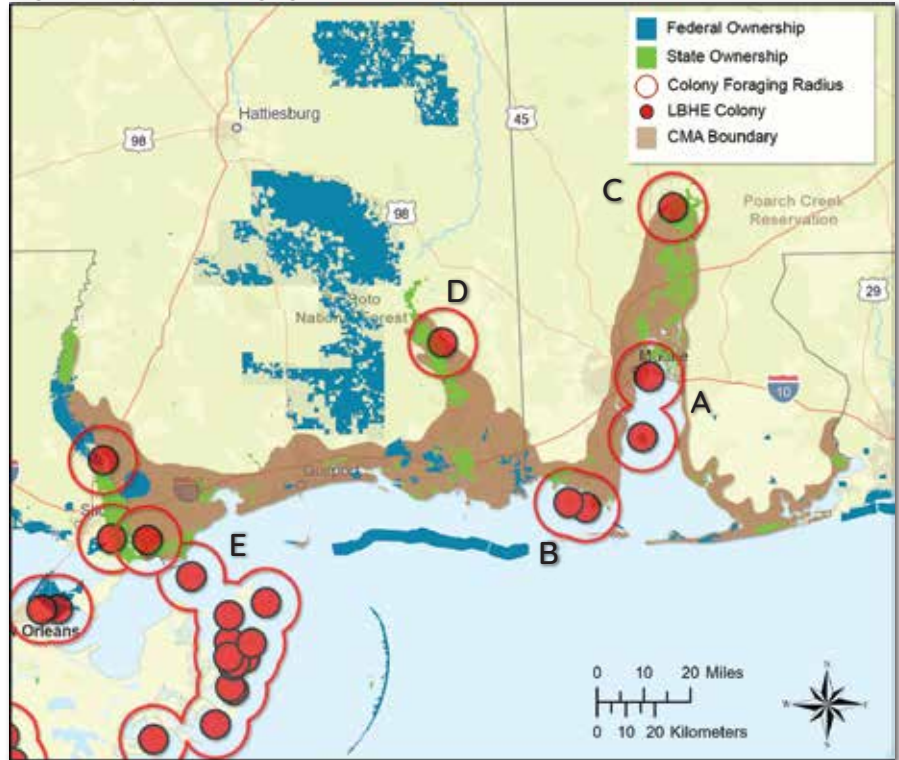 Federal Ownership
State Ownership
Colony Foraging Radius
LBHE Colony
CMA Boundary
Hattiesburg
45
98
98
C
Poarch Creek
Reservation
29
D
National Forest
A
10
Gulfport
B
E
Orleans
0 10 20 Miles
0 10 20 Kilometers
N
E
S
W